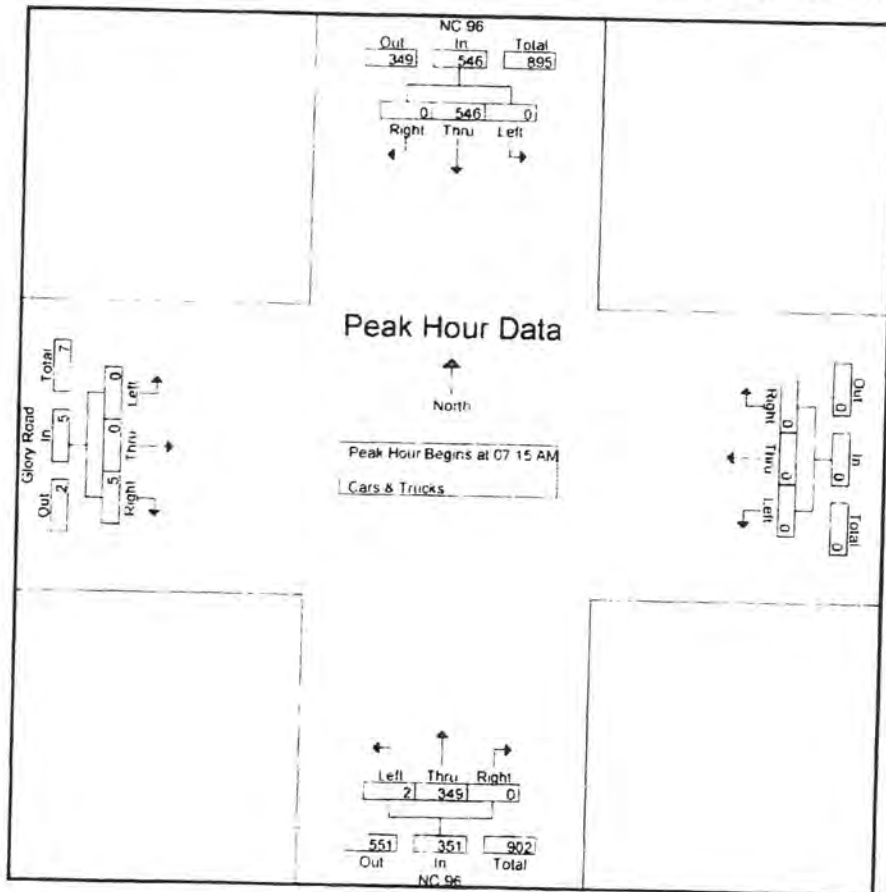 NC 96
Out In Total
349 546 895
0 546 0
Right Thru Left
Peak Hour Data
North
Peak Hour Begins at 07 15 AM
Cars & Trucks
Glory Road
Out In Total
2 5 7
5 0 0
Right Thru Left
Out In Total
0 0 0
0 0 0
Right Thru Left
Left Thru Right
2 349 0
551 351 902
Out In Total
NC 96